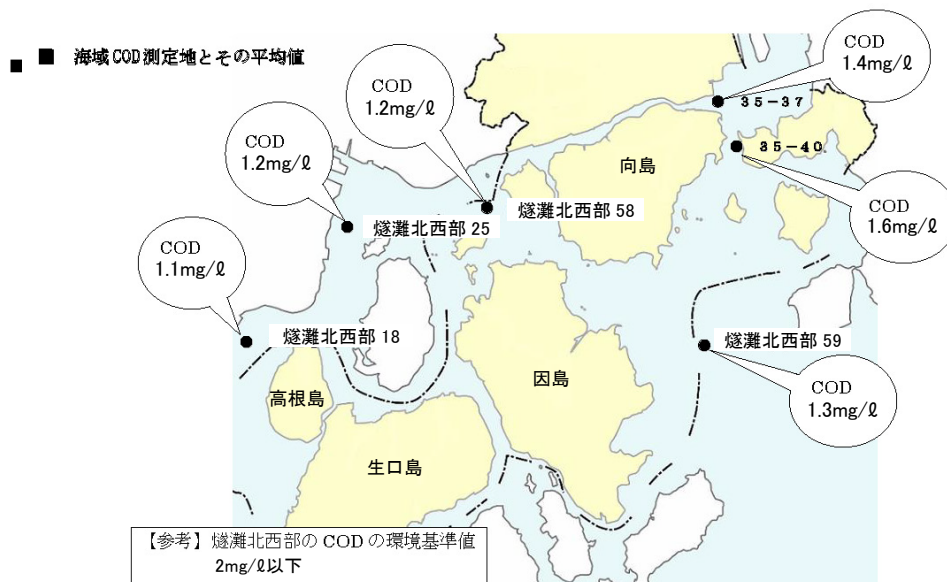 ■ ■ 海域COD測定地とその平均値
COD
1.4mg/ℓ
COD
1.2mg/ℓ
35-37
COD
1.2mg/ℓ
35-40
向島
COD
1.6mg/ℓ
燧灘北西部 58
燧灘北西部 25
COD
1.1mg/ℓ
燧灘北西部 18
燧灘北西部 59
因島
高根島
COD
1.3mg/ℓ
生口島
【参考】燧灘北西部の COD の環境基準値
2mg/ℓ以下